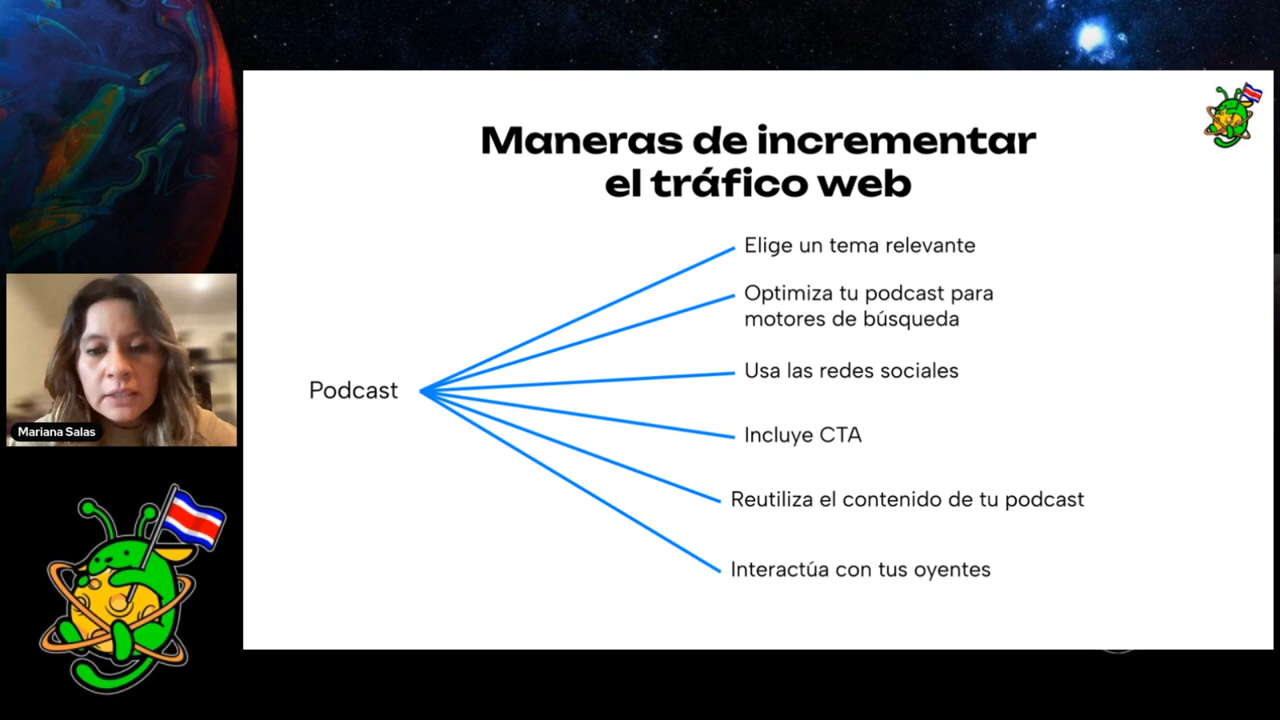 Maneras de incrementar
el tráfico web
Elige un tema relevante
Optimiza tu podcast para
motores de búsqueda
Usa las redes sociales
Podcast
Incluye CTA
Reutiliza el contenido de tu podcast
Interactúa con tus oyentes
Mariana Salas